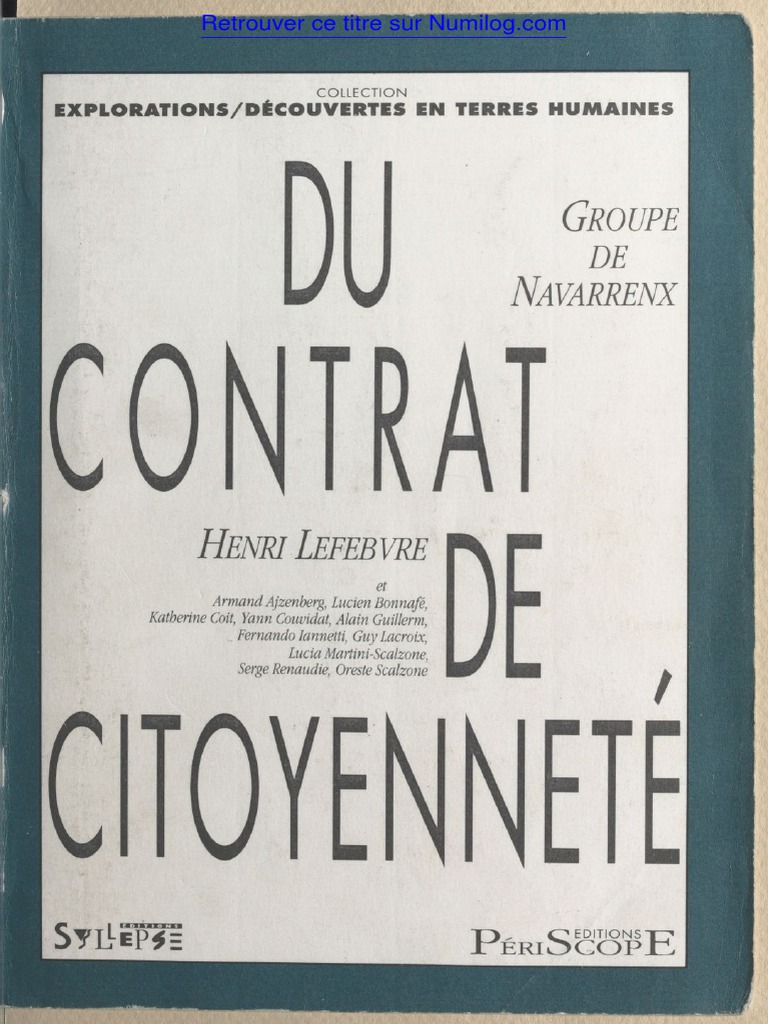 Retrouver ce titre sur Numilog.com
COLLECTION
EXPLORATIONS/DÉCOUVERTES EN TERRES HUMAINES
DU
GROUPE
DE
NAVARRENX
CONTRAT
HENRI LEFEBVRE
et
Armand Ajzenberg, Lucien Bonnafé,
Katherine Coit, Yann Couvidat, Alain Guillerm,
Fernando Iannetti, Guy Lacroix,
Lucia Martini-Scalzone,
Serge Renaudie, Oreste Scalzone
DE
CITOYENNETÉ
EDITIONS
SYLLEPSE
EDITIONS
PÉRISCOPE